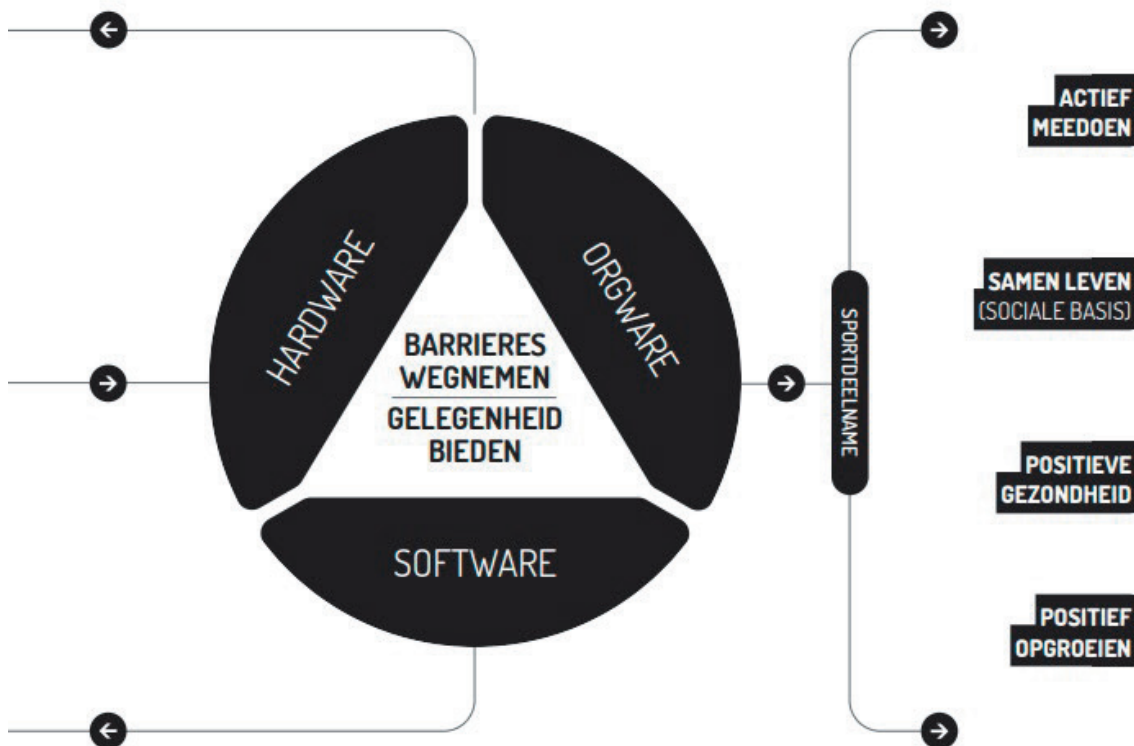 HARDWARE
ORGWARE
BARRIERES
WEGNEMEN
GELEGENHEID
BIEDEN
SOFTWARE
SPORTDEELNAME
ACTIEF
MEEDOEN
SAMEN LEVEN
(SOCIALE BASIS)
POSITIEVE
GEZONDHEID
POSITIEF
OPGROEIEN